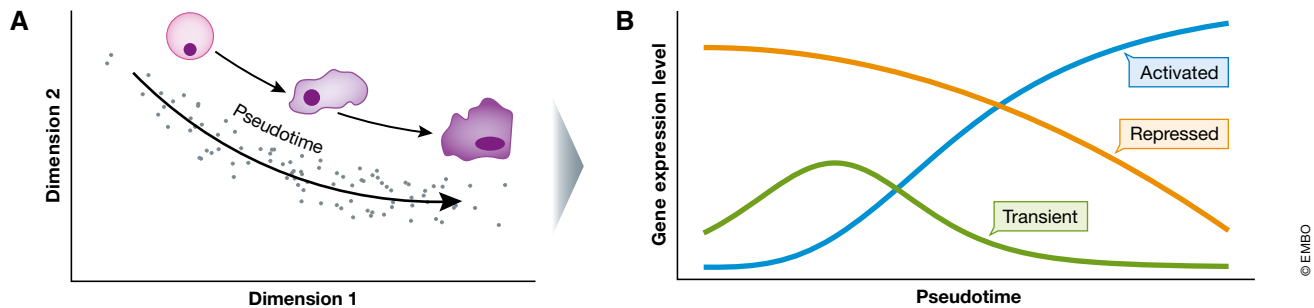 A
Dimension 2
Pseudotime
Dimension 1
B
Gene expression level
Activated
Repressed
Transient
Pseudotime
© EMBO